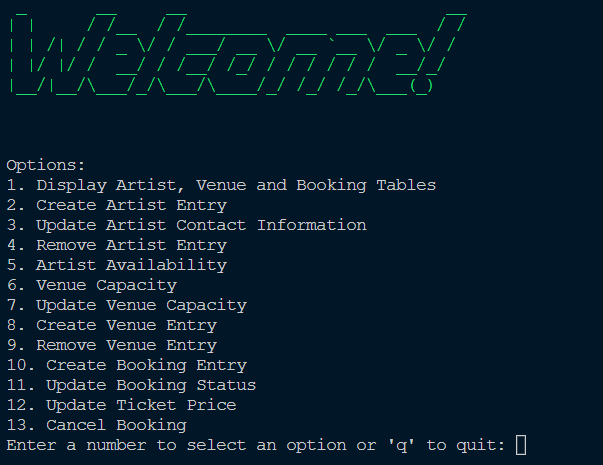 Welcome!
Options:
1. Display Artist, Venue and Booking Tables
2. Create Artist Entry
3. Update Artist Contact Information
4. Remove Artist Entry
5. Artist Availability
6. Venue Capacity
7. Update Venue Capacity
8. Create Venue Entry
9. Remove Venue Entry
10. Create Booking Entry
11. Update Booking Status
12. Update Ticket Price
13. Cancel Booking
Enter a number to select an option or 'q' to quit: